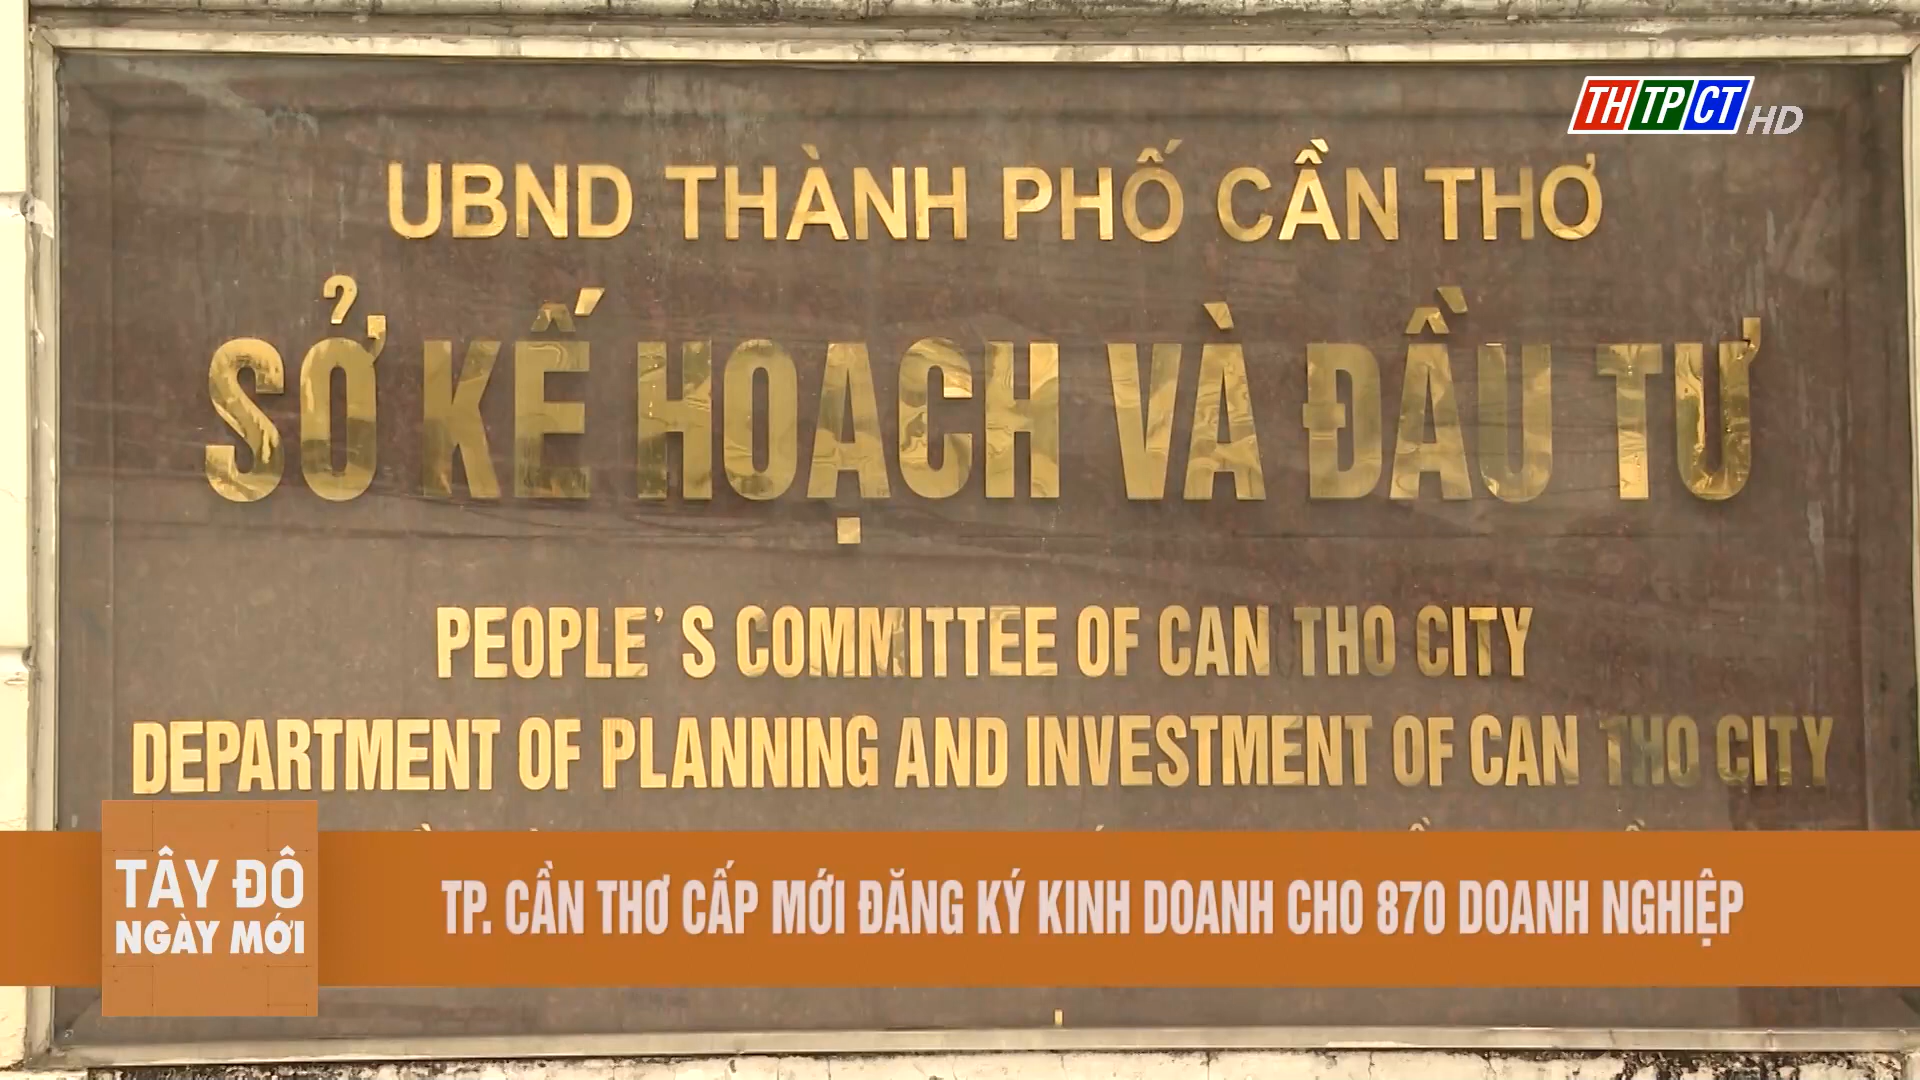 THTPCT HD
UBND THÀNH PHỐ CẦN THƠ
SỞ KẾ HOẠCH VÀ ĐẦU TƯ
PEOPLE'S COMMITTEE OF CAN THO CITY
DEPARTMENT OF PLANNING AND INVESTMENT OF CAN THO CITY
TÂY ĐÔ
NGÀY MỚI
TP. CẦN THƠ CẤP MỚI ĐĂNG KÝ KINH DOANH CHO 870 DOANH NGHIỆP